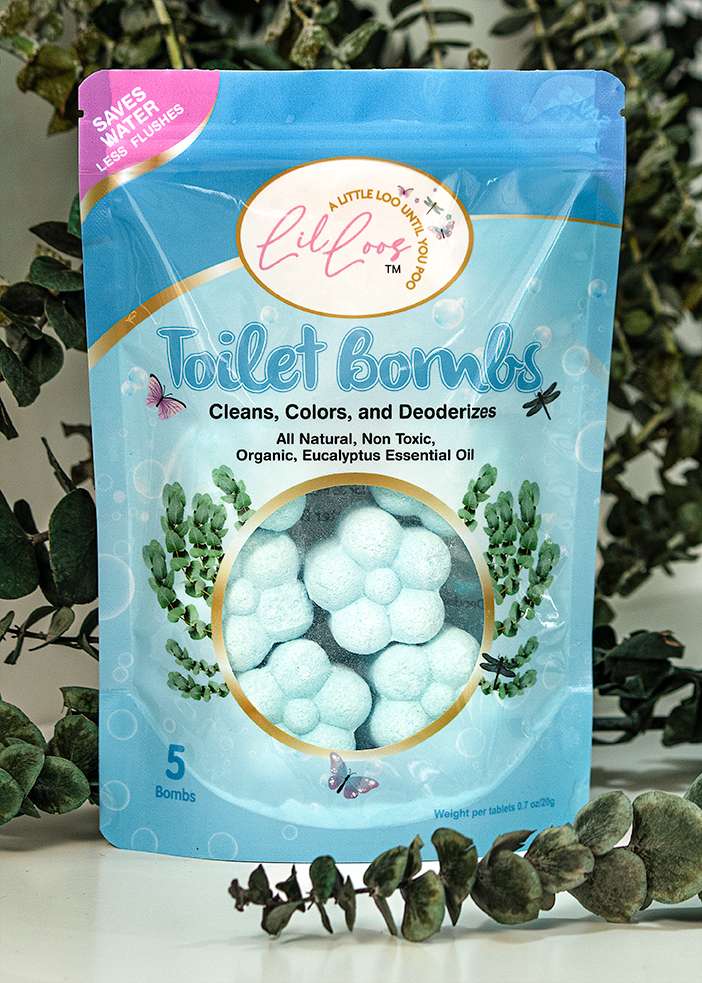 SAVES
WATER
LESS FLUSHES
A LITTLE LOO UNTIL YOU POO
Lil Loos
TM
Toilet Bombs
Cleans, Colors, and Deoderizes
All Natural, Non Toxic,
Organic, Eucalyptus Essential Oil
5
Bombs
Weight per tablets 0.7 oz/20g